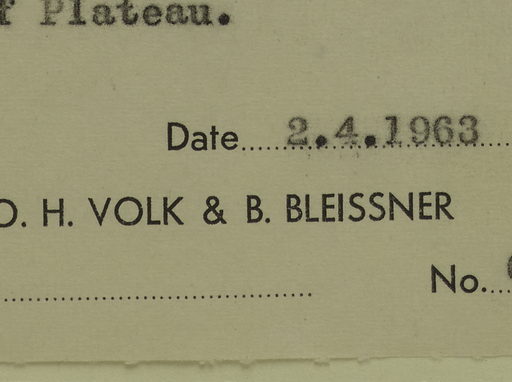 Plateau.
Date 2.4.1963
O. H. VOLK & B. BLEISSNER
No.